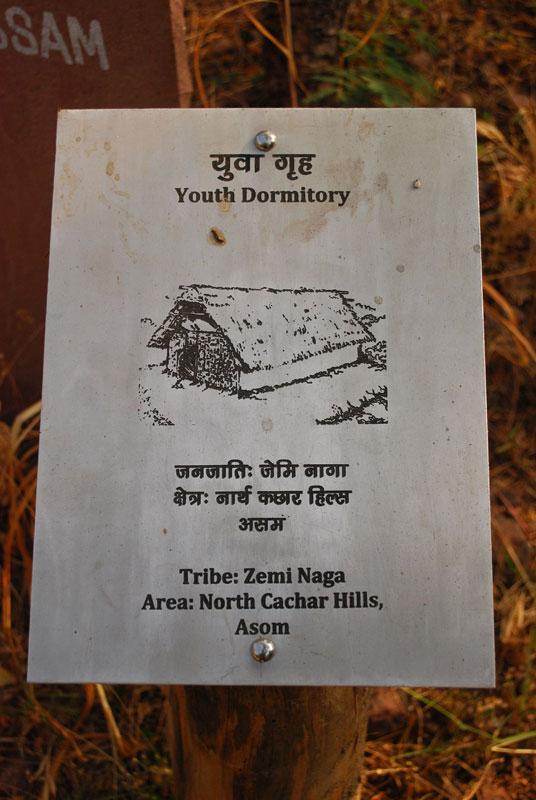 SSAM
युवा गृह
Youth Dormitory
जनजातिः जेमि नागा
क्षेत्रः नार्थ कछार हिल्स
असम
Tribe: Zemi Naga
Area: North Cachar Hills,
Asom